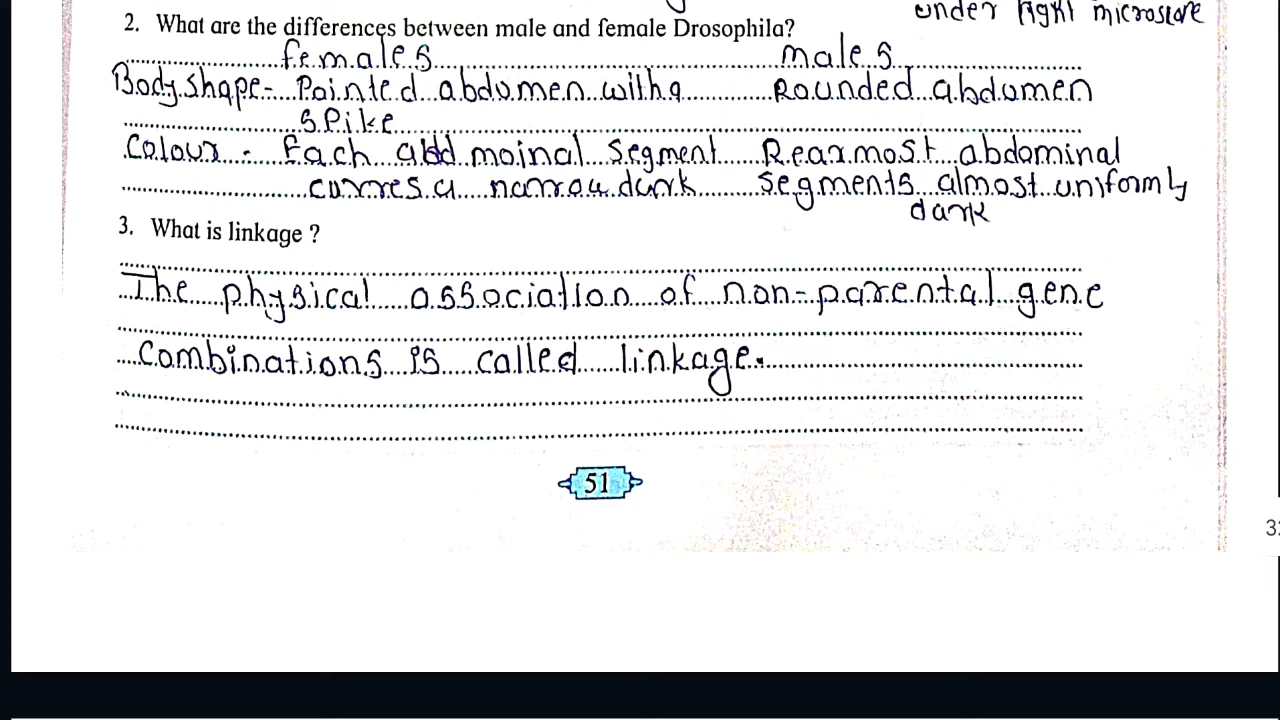 under light microscope
2. What are the differences between male and female Drosophila?
females males
Body shape- Pointed abdomen with a Rounded abdomen
spike
Colour - Each abdmoinal segment Rearmost abdominal
carres a narrow dark segments almost uniformly
dark
3. What is linkage ?
The physical association of non-parental gene
combinations is called linkage.
51